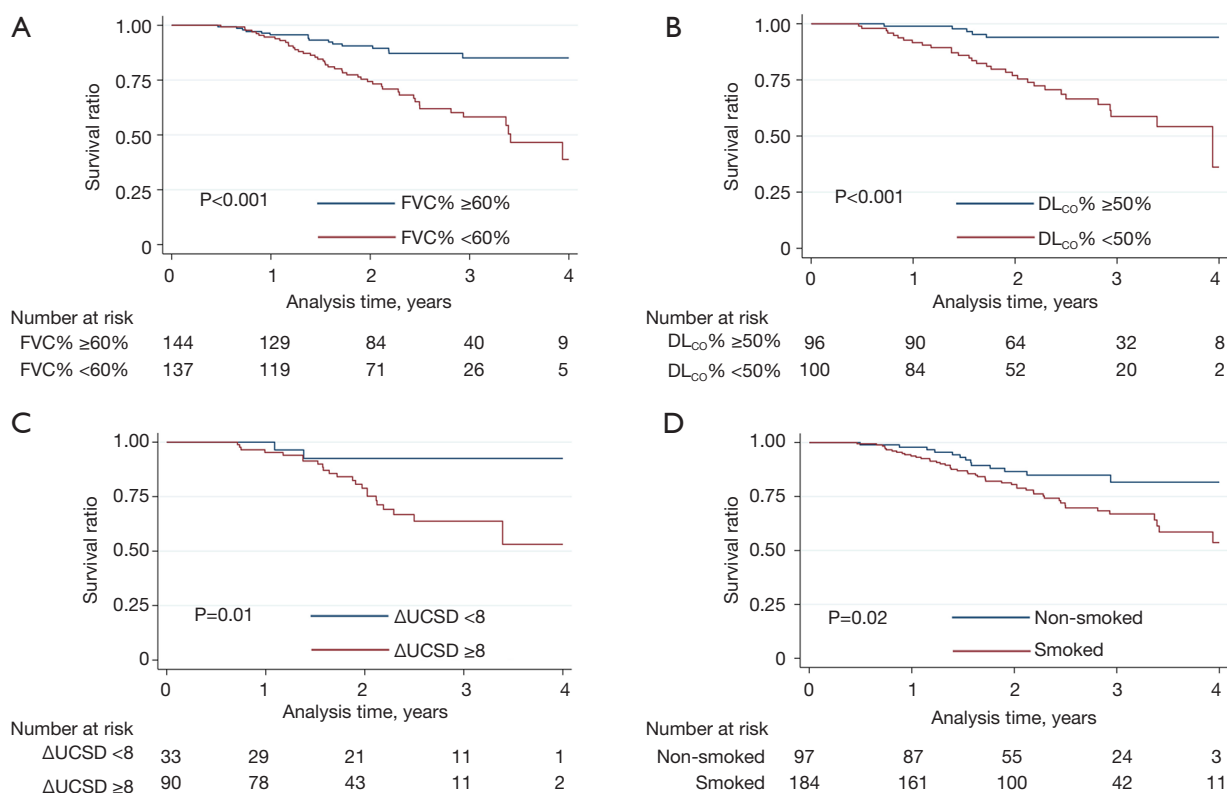 A
Survival ratio
1.00
0.75
0.50
0.25
0
P<0.001
FVC% ≥60%
FVC% <60%
0 1 2 3 4
Analysis time, years
Number at risk
FVC% ≥60% 144 129 84 40 9
FVC% <60% 137 119 71 26 5
B
Survival ratio
1.00
0.75
0.50
0.25
0
P<0.001
DLCO% ≥50%
DLCO% <50%
0 1 2 3 4
Analysis time, years
Number at risk
DLCO% ≥50% 96 90 64 32 8
DLCO% <50% 100 84 52 20 2
C
Survival ratio
1.00
0.75
0.50
0.25
0
P=0.01
ΔUCSD <8
ΔUCSD ≥8
0 1 2 3 4
Analysis time, years
Number at risk
ΔUCSD <8 33 29 21 11 1
ΔUCSD ≥8 90 78 43 11 2
D
Survival ratio
1.00
0.75
0.50
0.25
0
P=0.02
Non-smoked
Smoked
0 1 2 3 4
Analysis time, years
Number at risk
Non-smoked 97 87 55 24 3
Smoked 184 161 100 42 11